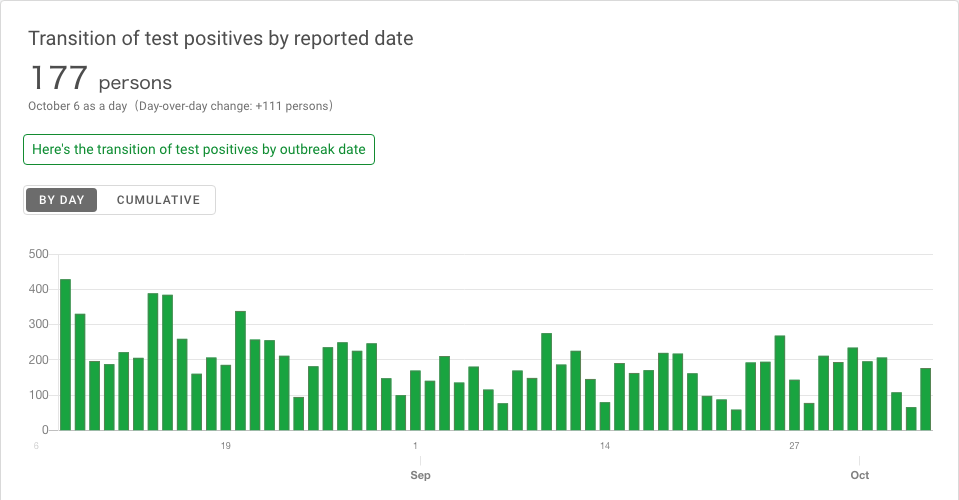 Transition of test positives by reported date
177 persons
October 6 as a day（Day-over-day change: +111 persons）
Here's the transition of test positives by outbreak date
BY DAY CUMULATIVE
500
400
300
200
100
0
6 19 1 14 27
Sep Oct